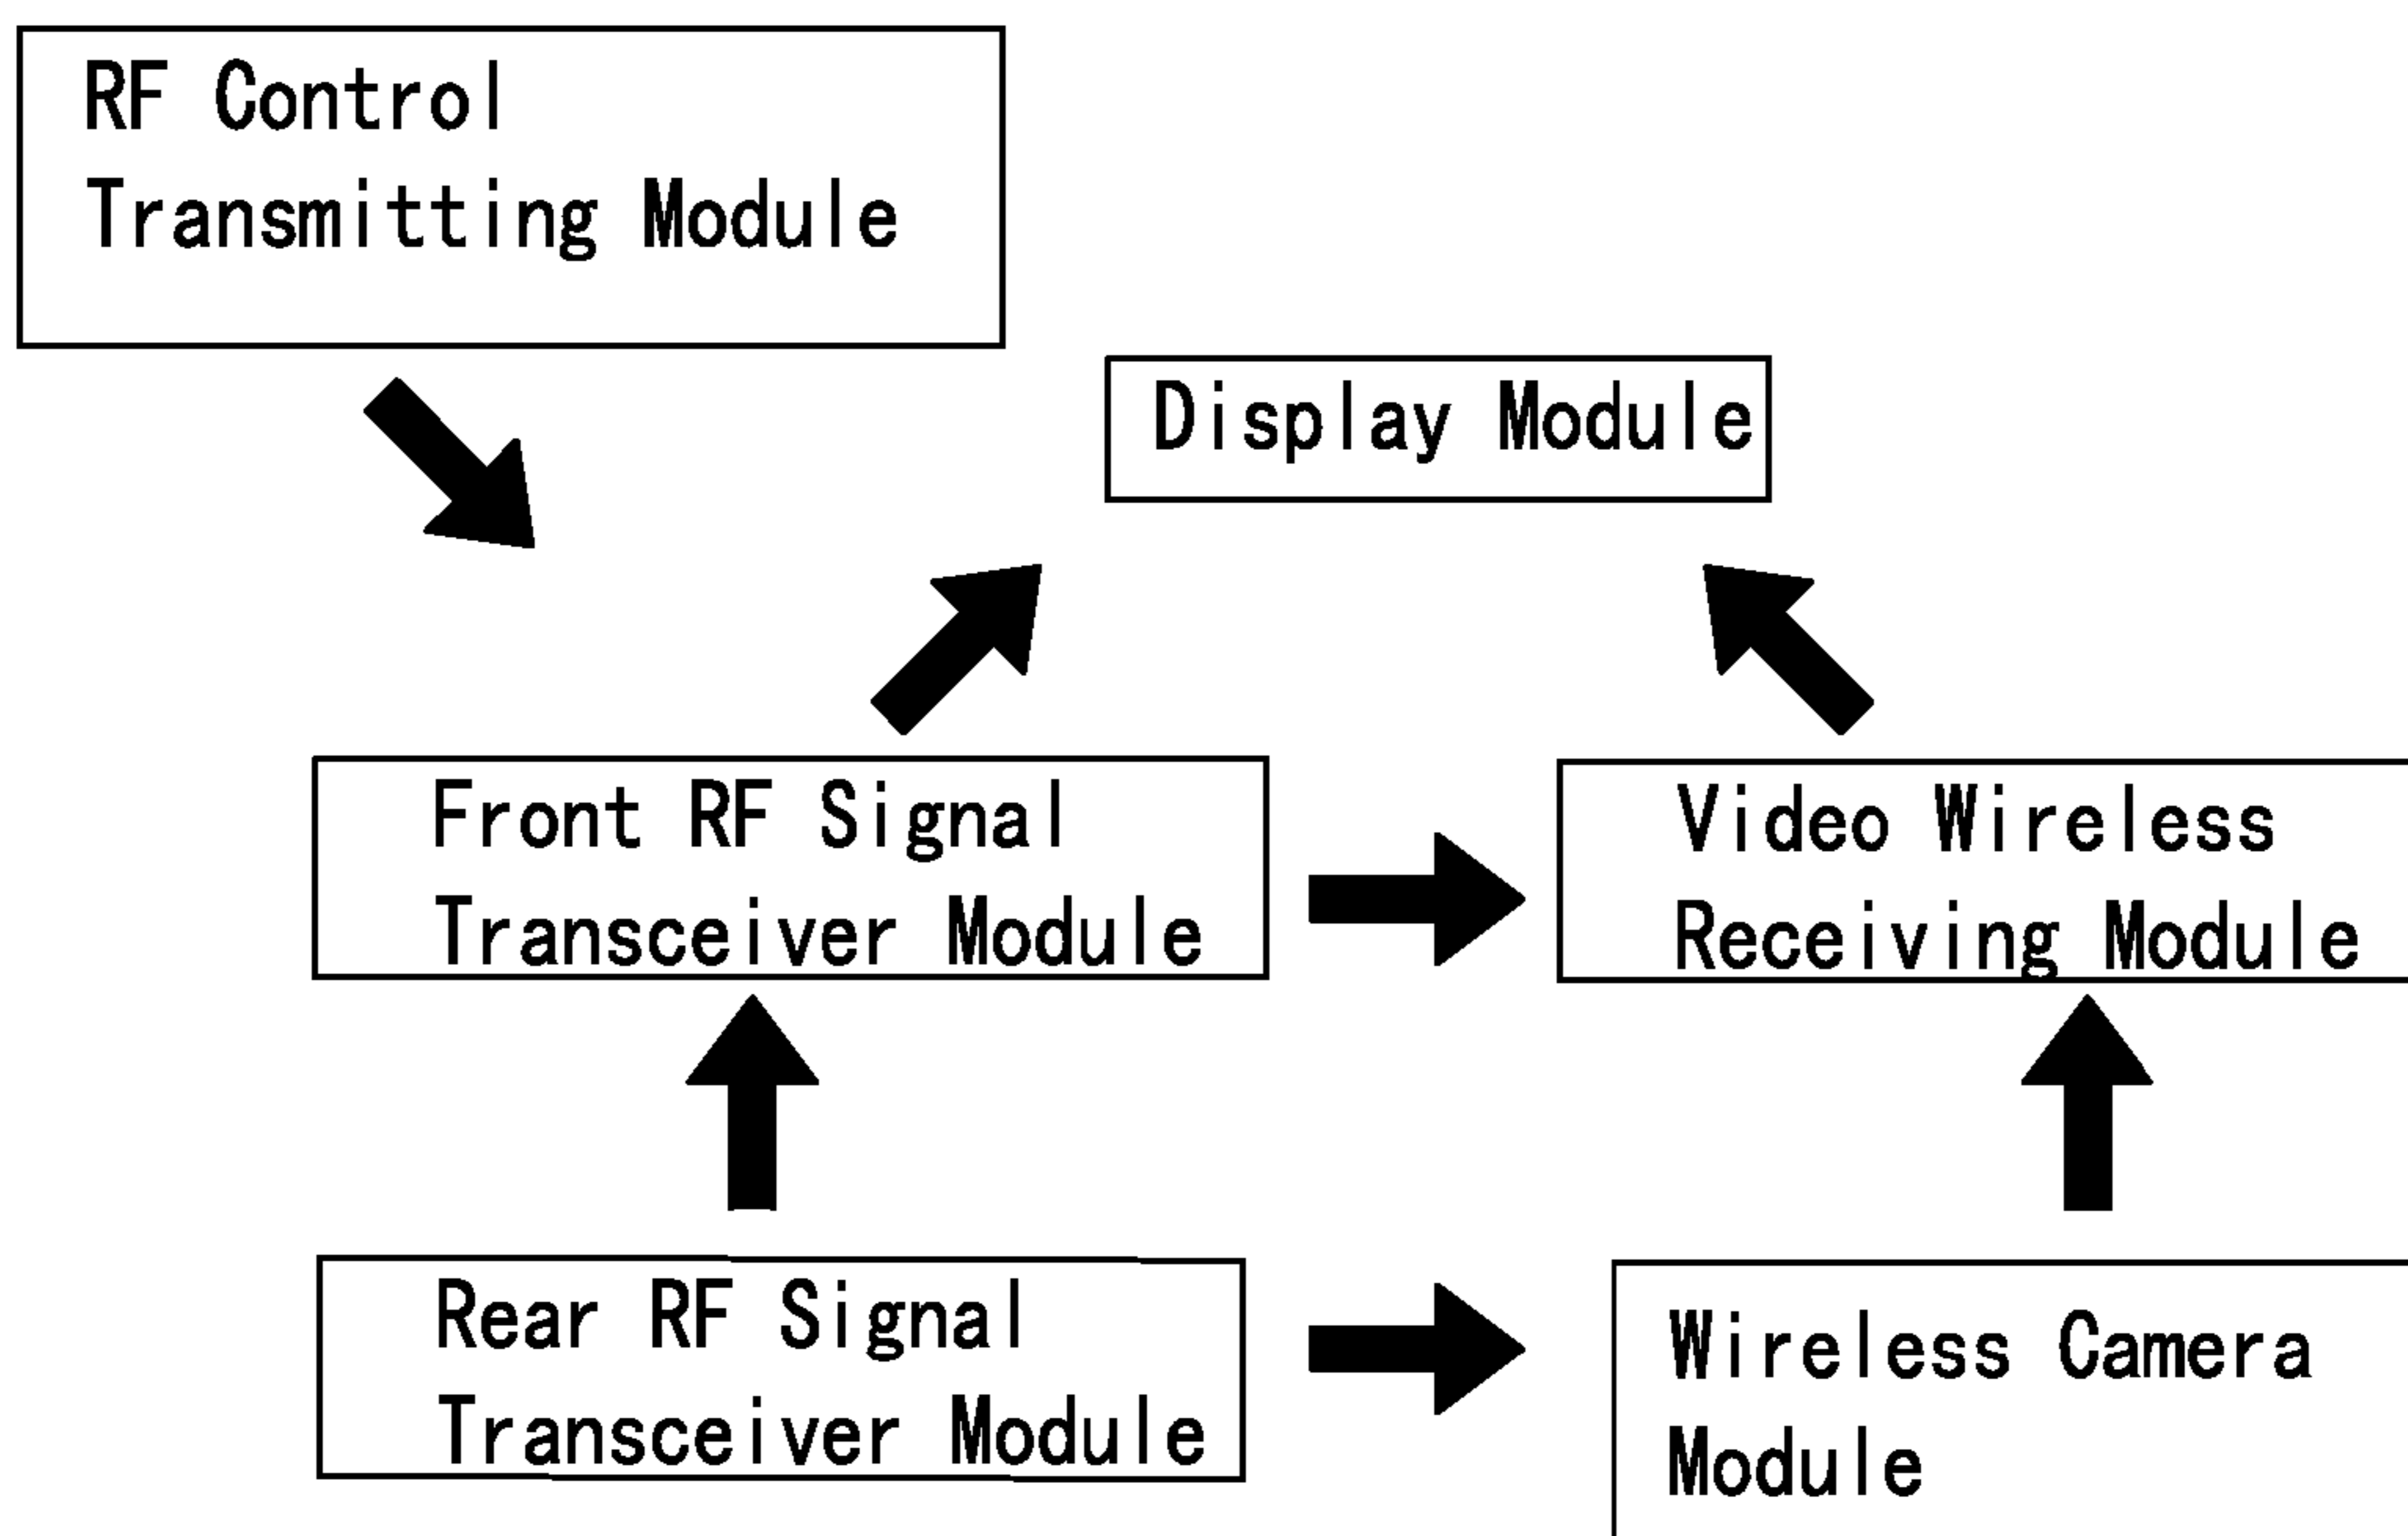 RF Control
Transmitting Module
Display Module
Front RF Signal
Transceiver Module
Video Wireless
Receiving Module
Rear RF Signal
Transceiver Module
Wireless Camera
Module